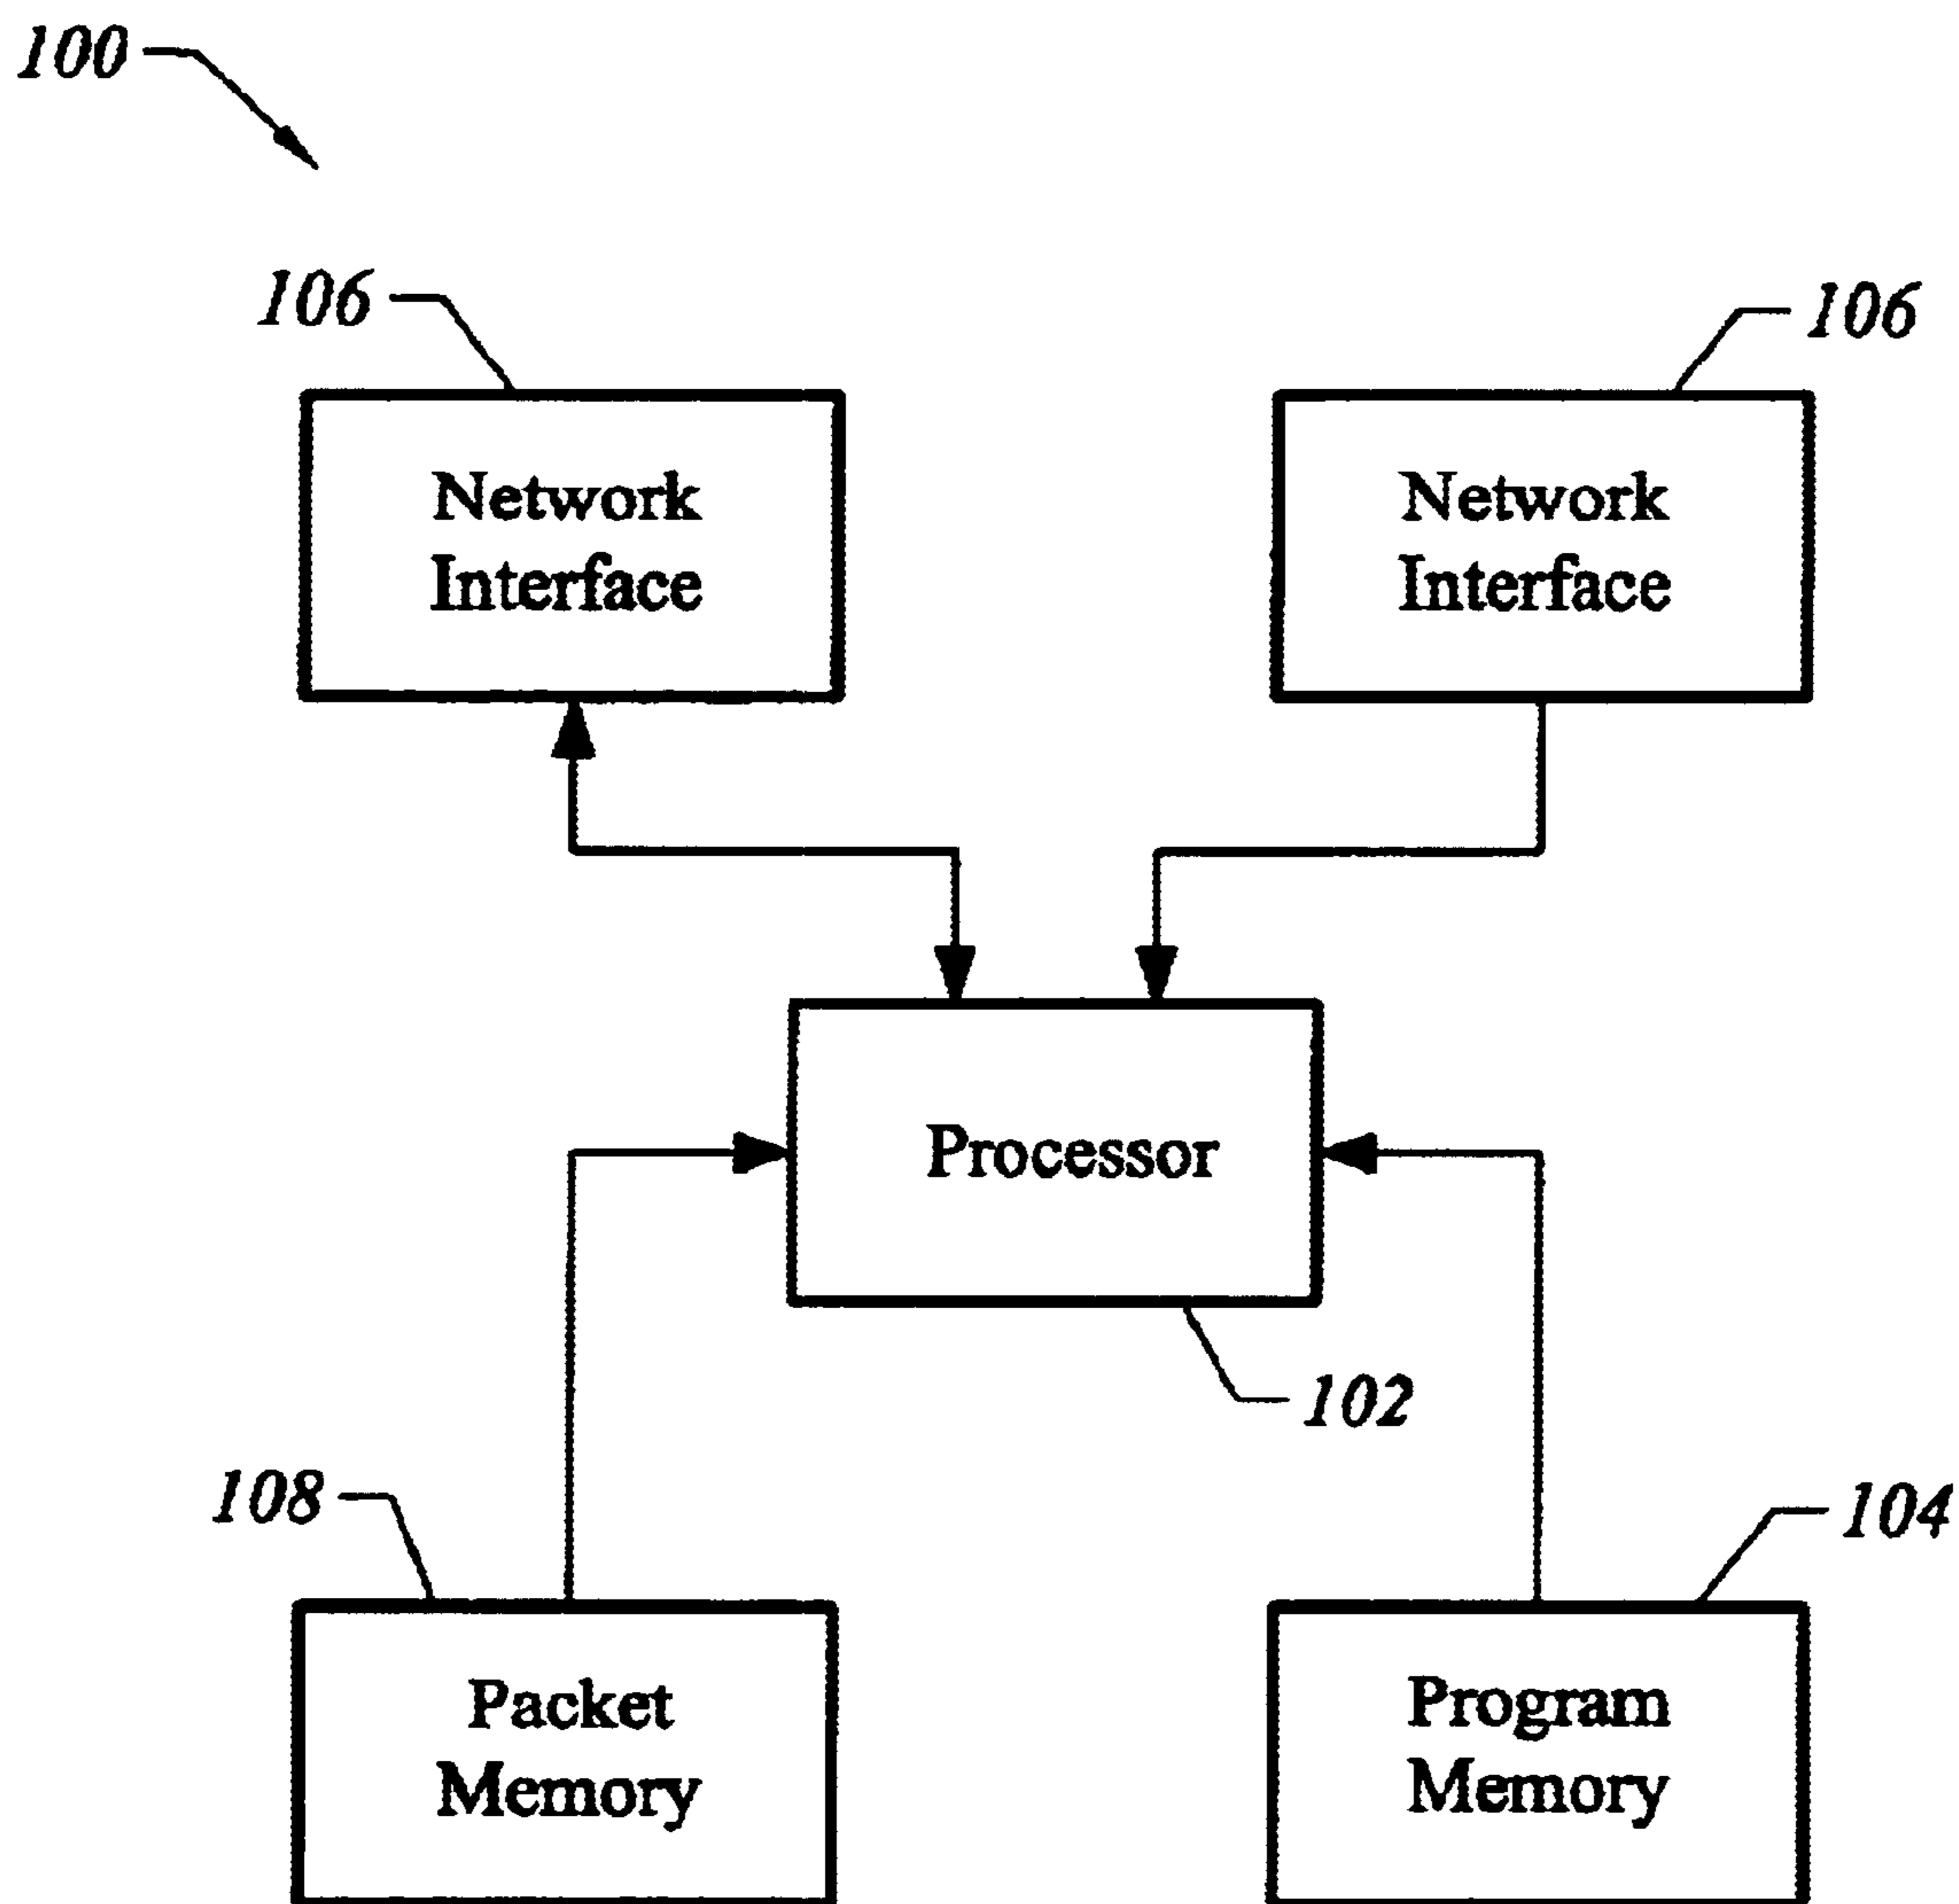 100
106
106
Network
Interface
Network
Interface
Processor
102
108
104
Packet
Memory
Program
Memory